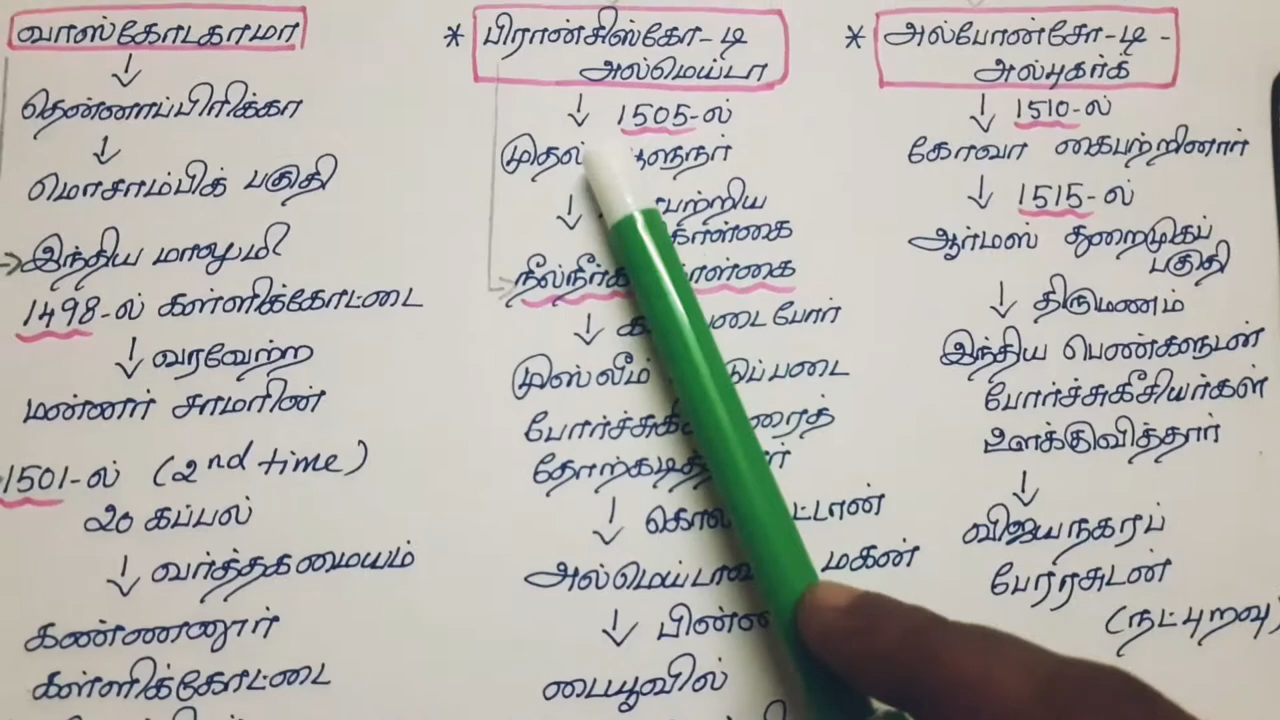 வாஸ்கோடகாமா
தென்னாப்பிரிக்கா
மொசாம்பிக் பகுதி
இந்திய மாலுமி
1498-ல் கள்ளிக்கோட்டை
வரவேற்ற
மன்னர் சாமரின்
1501-ல் (2nd time)
20 கப்பல்
வர்த்தகமையம்
கண்ணனூர்
கள்ளிக்கோட்டை
* பிரான்சிஸ்கோ-டி
அல்மெய்டா
1505-ல்
முதல்
நீல்நீர்க
போர்
முஸ்லீம்
அல்மெய்டா மகன்
டையூவில்
* அல்போன்சோ-டி-
அல்புகர்க்
1510-ல்
கோவா கைபற்றினார்
1515-ல்
ஆர்மஸ் துறைமுகப்
பகுதி
திருமணம்
இந்திய பெண்களுடன்
போர்ச்சுகீசியர்கள்
ஊக்குவித்தார்
விஜயநகரப்
பேரரசுடன்
(நட்புறவு)